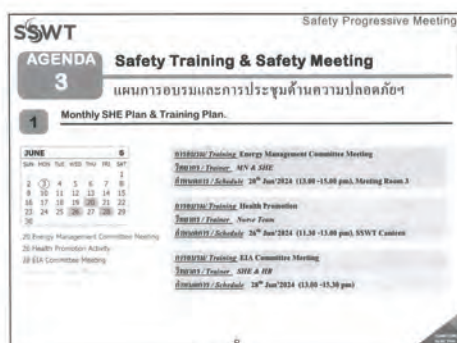 SSWT
Safety Progressive Meeting
AGENDA
3
Safety Training & Safety Meeting
แผนการอบรมและการประชุมด้านความปลอดภัยฯ
1
Monthly SHE Plan & Training Plan.
JUNE 6
SUN MON TUE WED THU FRI SAT
1
2 3 4 5 6 7 8
9 10 11 12 13 14 15
16 17 18 19 20 21 22
23 24 25 26 27 28 29
30
20 Energy Management Committee Meeting
26 Health Promotion Activity
28 EIA Committee Meeting
การอบรม/ Training Energy Management Committee Meeting
วิทยากร / Trainer MN & SHE
กำหนดการ / Schedule 20th Jun'2024 (13.00 -15.00 pm), Meeting Room 3
การอบรม/ Training Health Promotion
วิทยากร / Trainer Nurse Team
กำหนดการ / Schedule 26th Jun'2024 (11.30 -13.00 pm), SSWT Canteen
การอบรม/ Training EIA Committee Meeting
วิทยากร / Trainer SHE & HR
กำหนดการ / Schedule 28th Jun'2024 (13.00 -15.30 pm)